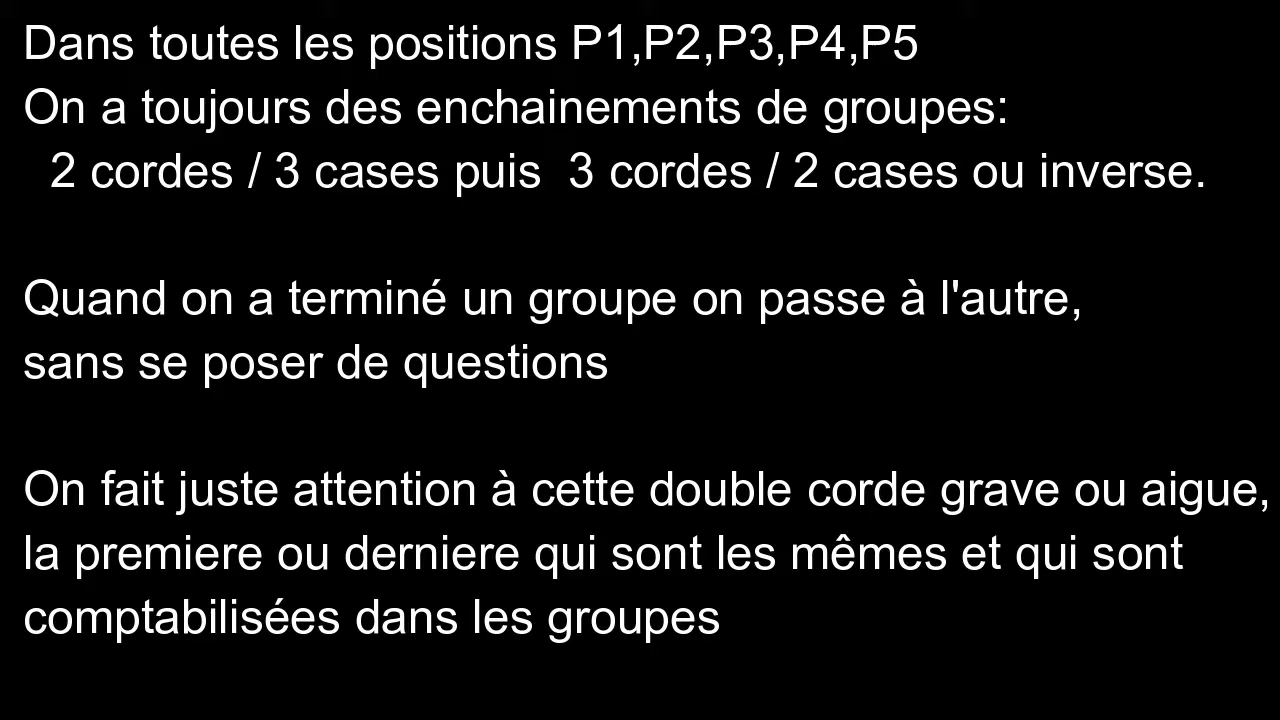 Dans toutes les positions P1,P2,P3,P4,P5
On a toujours des enchainements de groupes:
2 cordes / 3 cases puis  3 cordes / 2 cases ou inverse.
Quand on a terminé un groupe on passe à l'autre,
sans se poser de questions
On fait juste attention à cette double corde grave ou aigue,
la premiere ou derniere qui sont les mêmes et qui sont
comptabilisées dans les groupes